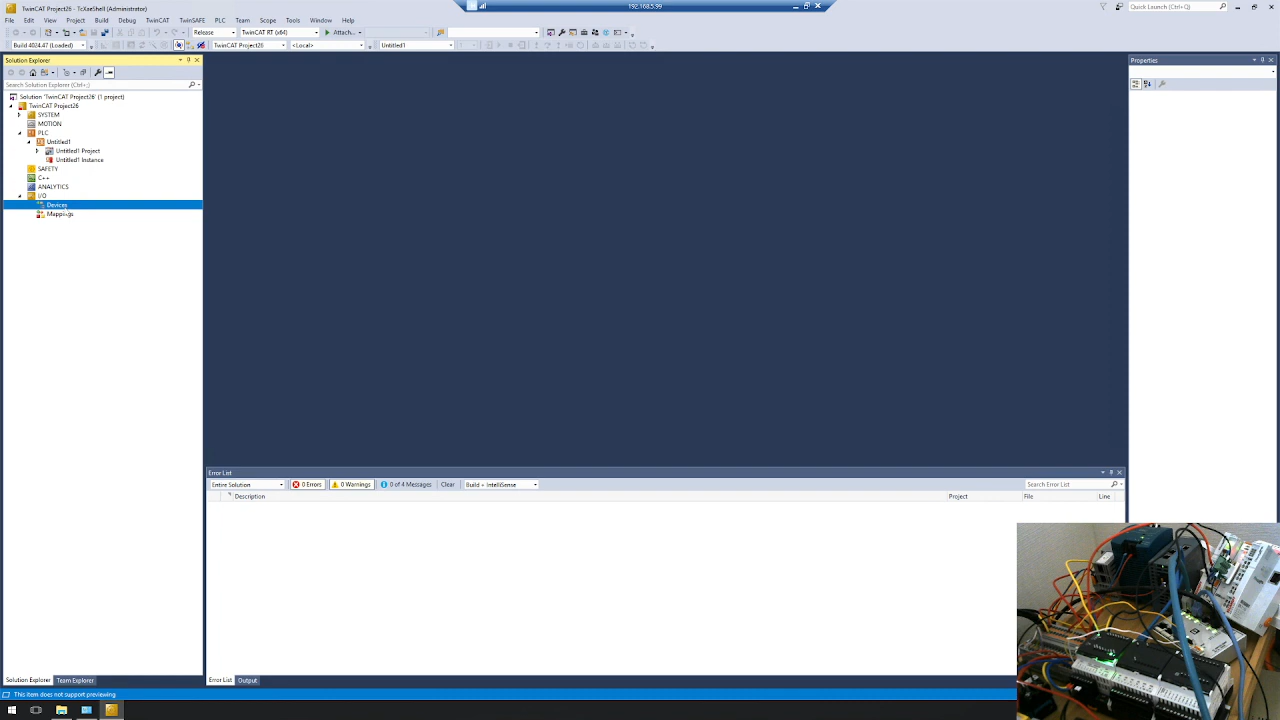 TwinCAT Project26 - TcXaeShell (Administrator)
192.168.5.99
Quick Launch (Ctrl+Q)
File Edit View Project Build Debug TwinCAT TwinSAFE PLC Team Scope Tools Window Help
Release TwinCAT RT (x64) Attach...
Build 4024.47 (Loaded) TwinCAT Project26 <Local> Untitled1
Solution Explorer
Properties
Search Solution Explorer (Ctrl+;)
Solution 'TwinCAT Project26' (1 project)
TwinCAT Project26
SYSTEM
MOTION
PLC
Untitled1
Untitled1 Project
Untitled1 Instance
SAFETY
C++
ANALYTICS
I/O
Devices
Mappings
Error List
Entire Solution 0 Errors 0 Warnings 0 of 4 Messages Clear Build + IntelliSense Search Error List
Description Project File Line
Solution Explorer Team Explorer Error List Output
This item does not support previewing